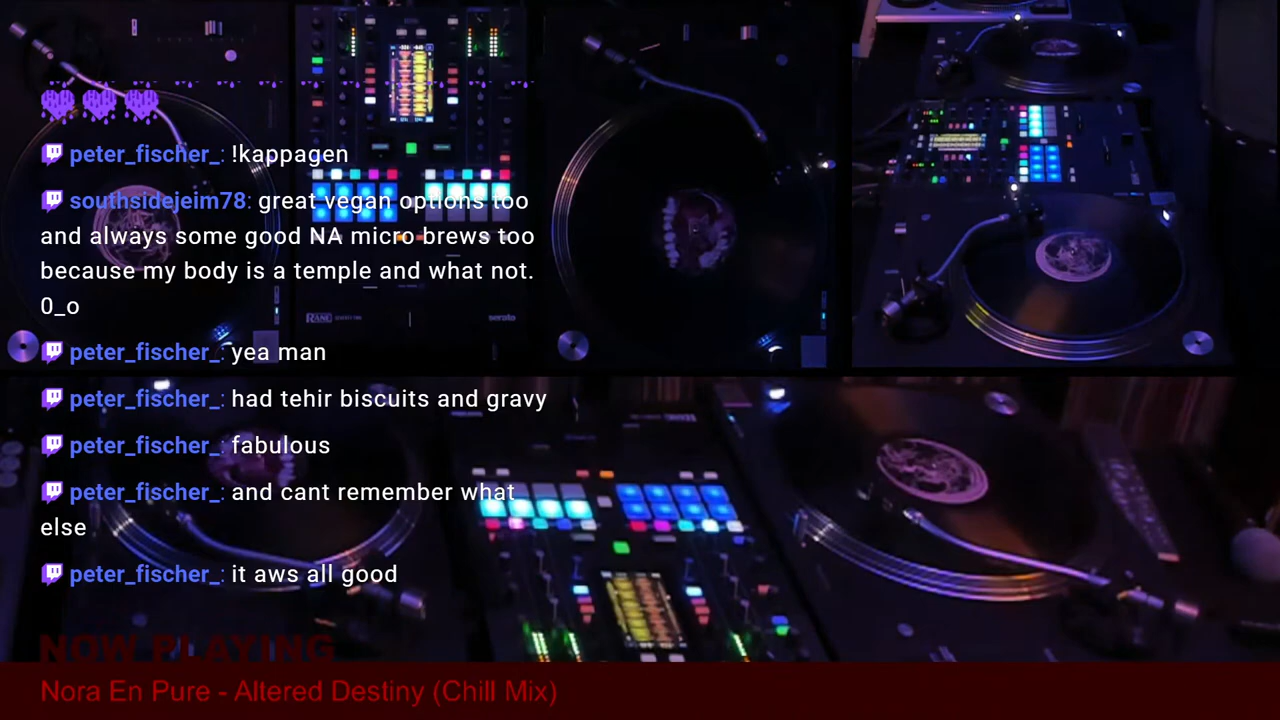 peter_fischer_: !kappagen
southsidejeim78: great vegan options too
and always some good NA micro brews too
because my body is a temple and what not.
0_o
RANE
serato
peter_fischer_: yea man
peter_fischer_: had tehir biscuits and gravy
peter_fischer_: fabulous
peter_fischer_: and cant remember what
else
peter_fischer_: it aws all good
NOW PLAYING
Nora En Pure - Altered Destiny (Chill Mix)